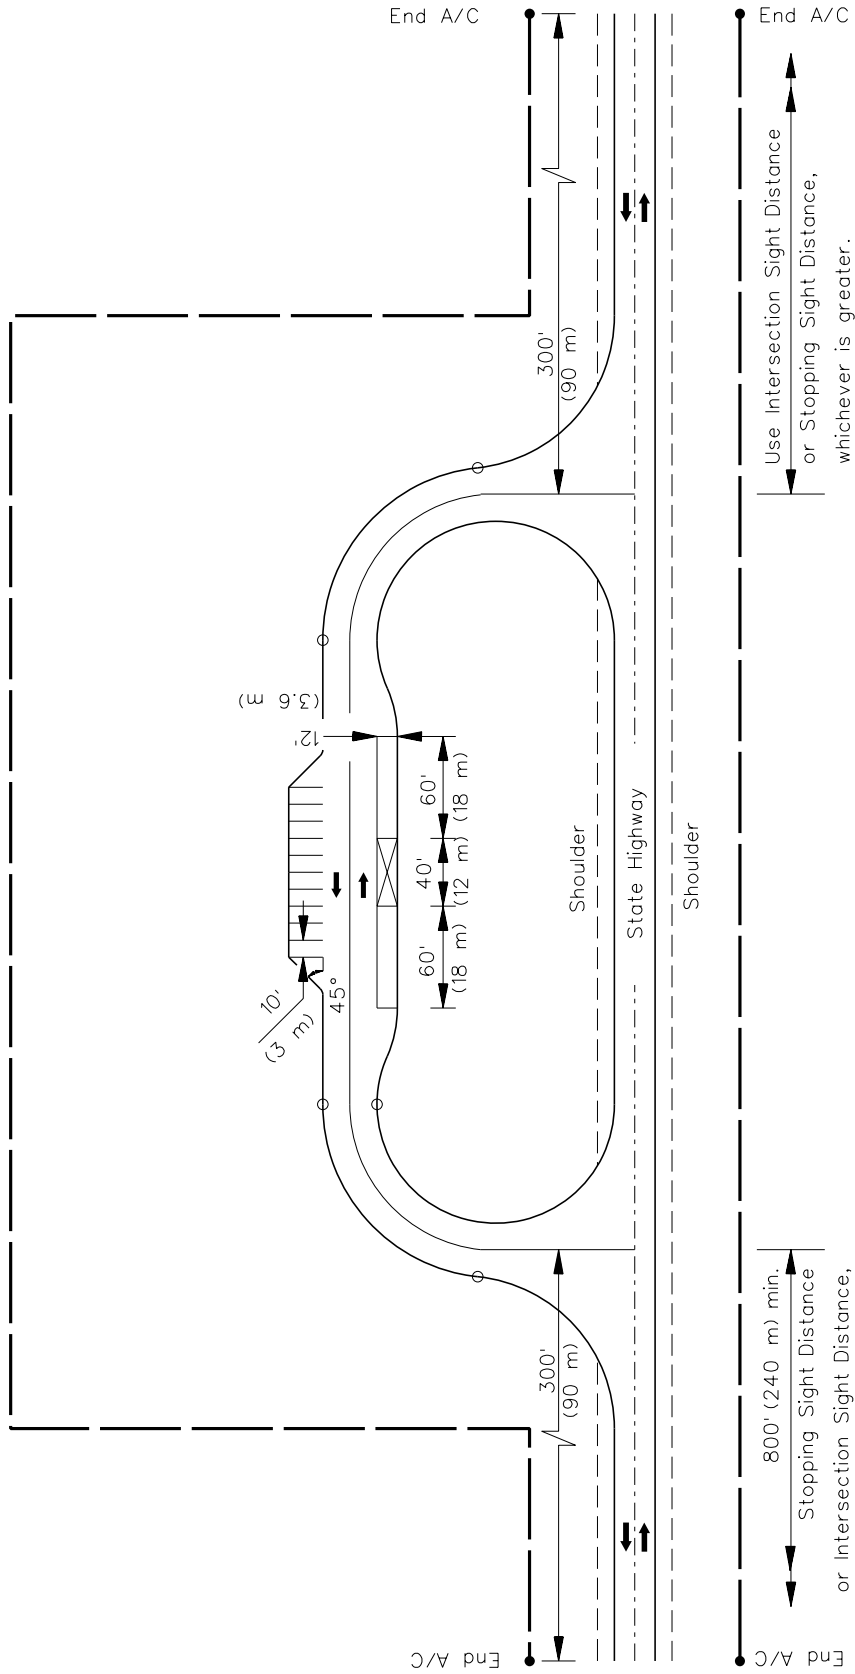 End A/C
End A/C
Use Intersection Sight Distance
or Stopping Sight Distance,
whichever is greater.
300'
(90 m)
(3.6 m)
12'
60'
(18 m)
40'
(12 m)
60'
(18 m)
10'
(3 m)
45°
Shoulder
State Highway
Shoulder
300'
(90 m)
800' (240 m) min.
Stopping Sight Distance
or Intersection Sight Distance,
End A/C
End A/C